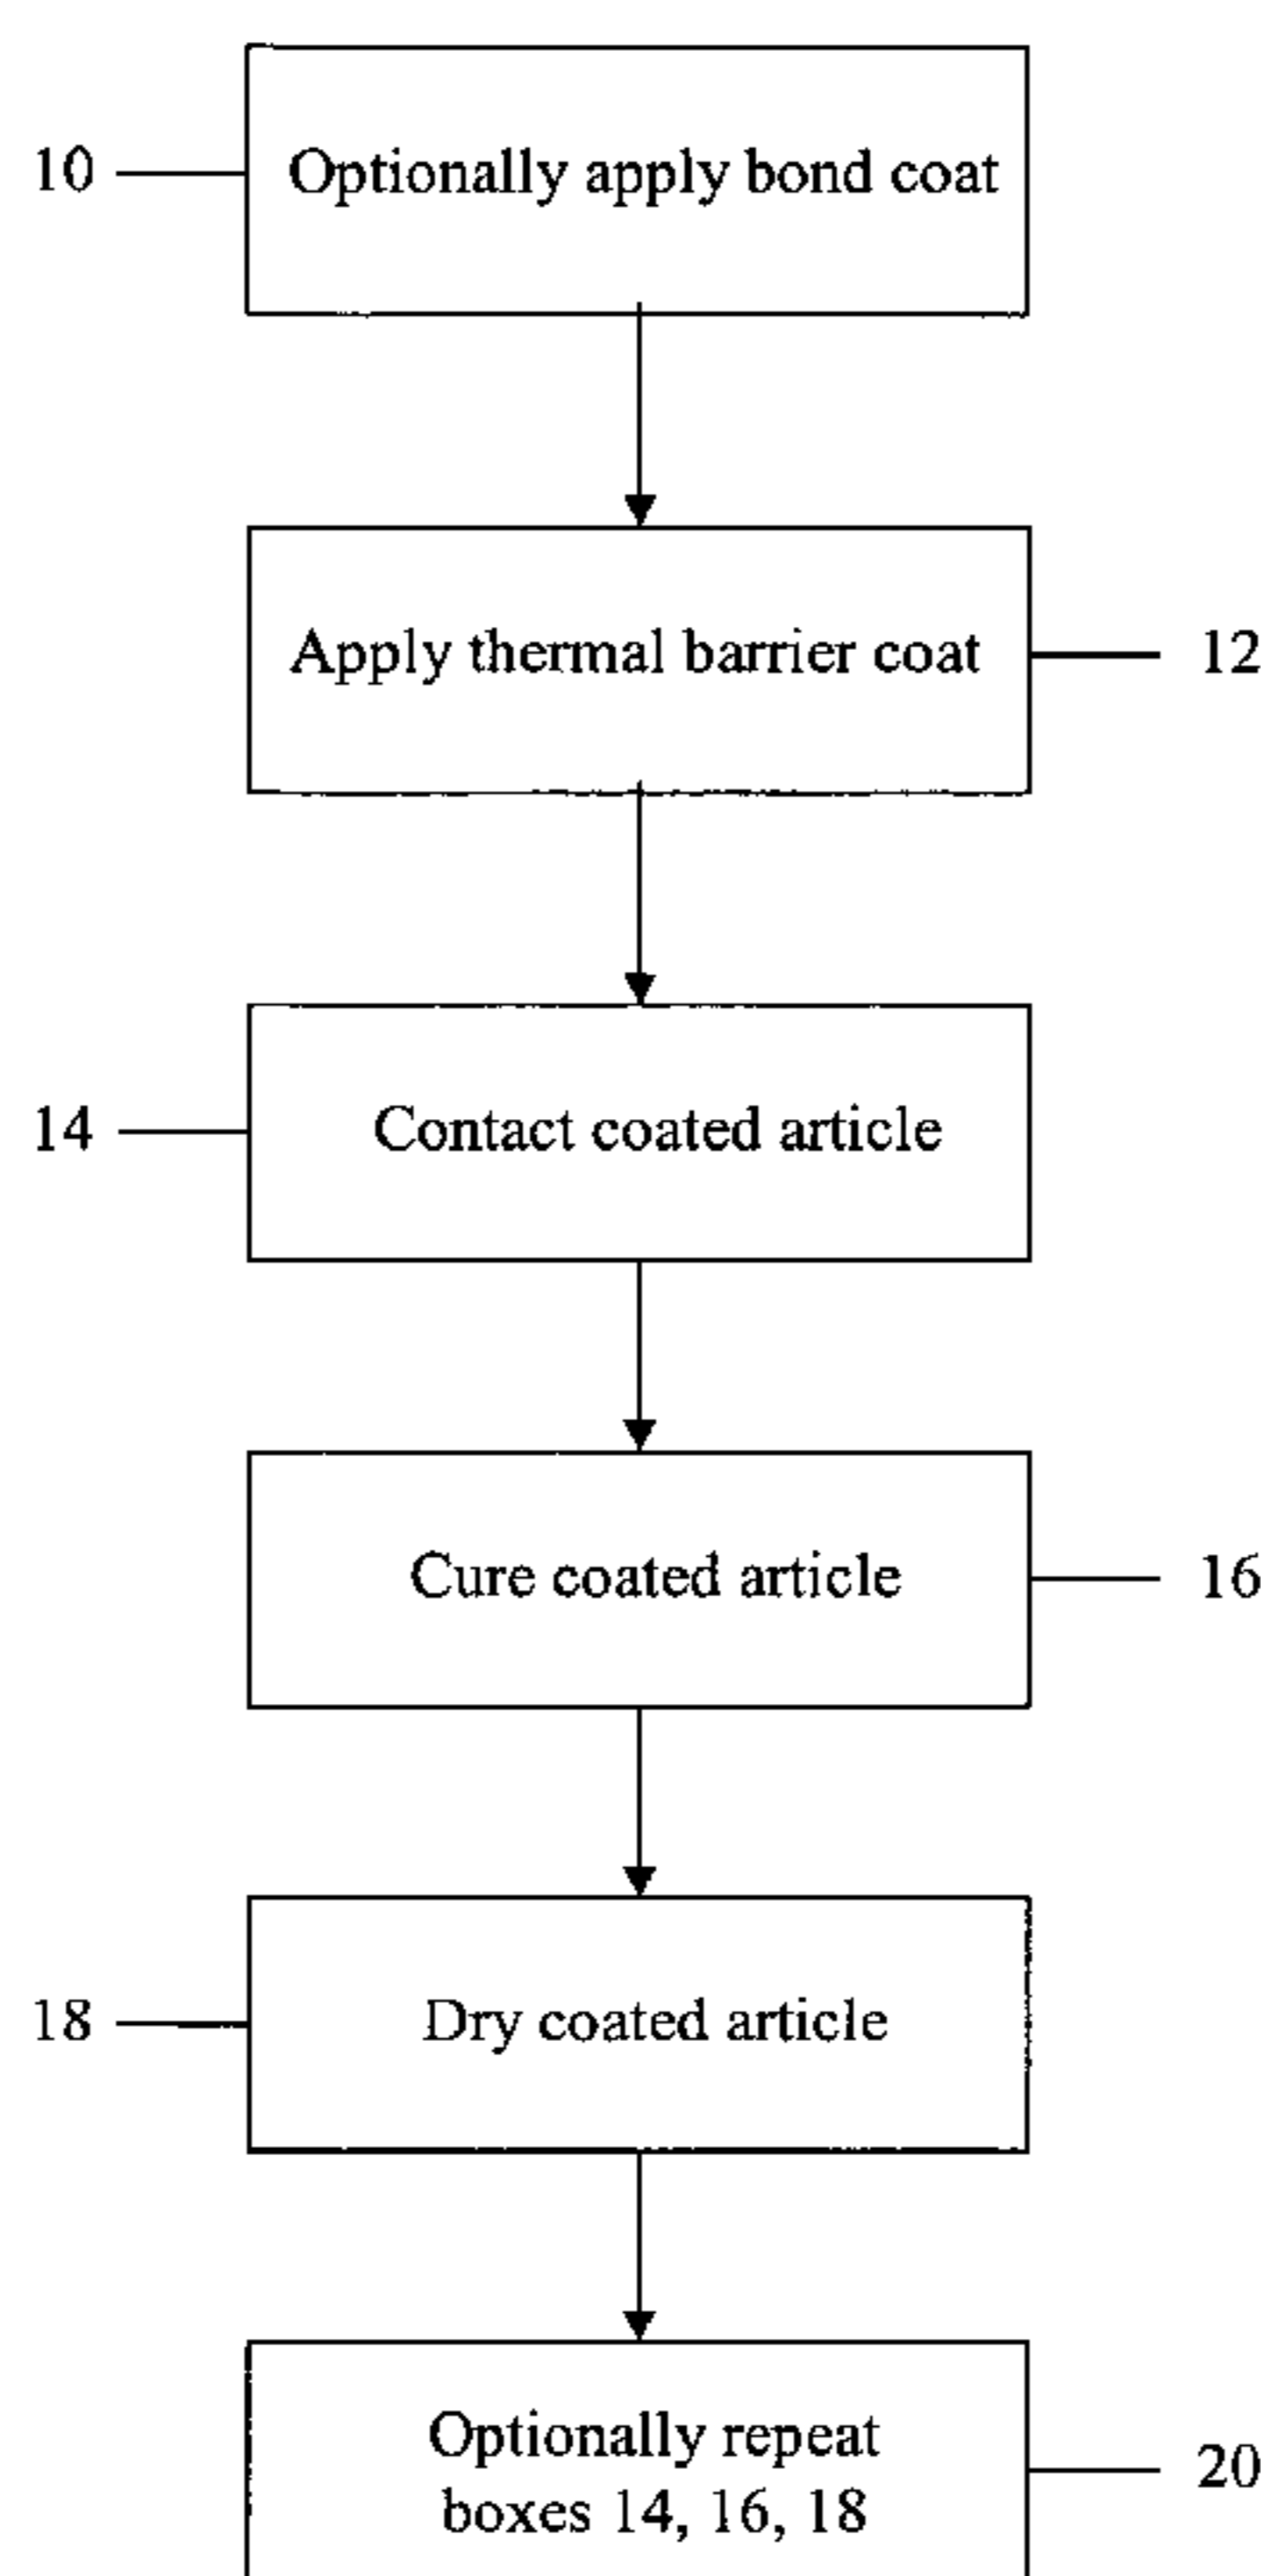 10
Optionally apply bond coat
Apply thermal barrier coat
12
14
Contact coated article
Cure coated article
16
18
Dry coated article
Optionally repeat
boxes 14, 16, 18
20